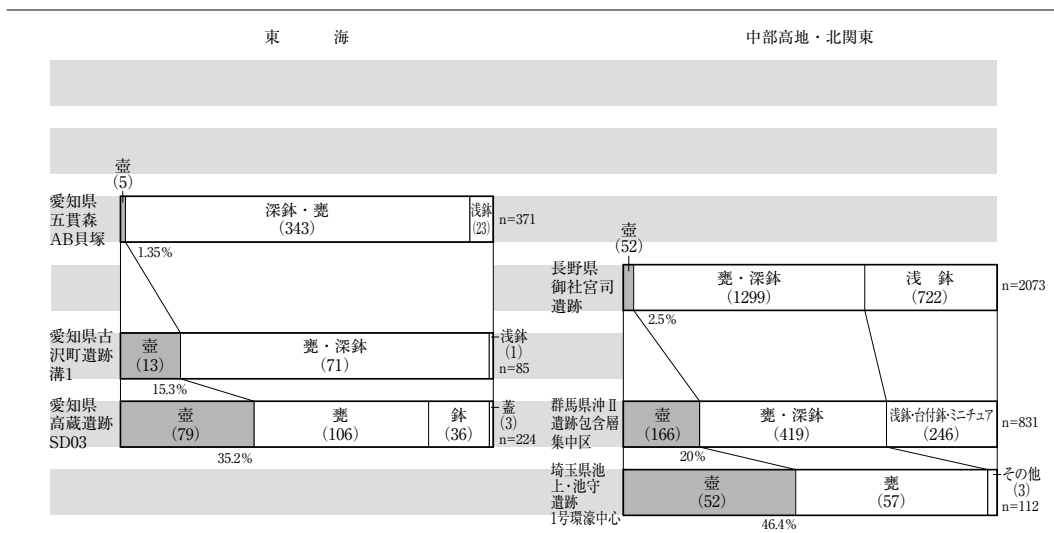 東　　海
壺
(5)
愛知県
五貫森
AB貝塚
深鉢・甕
(343)
浅鉢
(23)
n=371
1.35%
愛知県古
沢町遺跡
溝1
壺
(13)
甕・深鉢
(71)
浅鉢
(1)
n=85
15.3%
愛知県
高蔵遺跡
SD03
壺
(79)
甕
(106)
鉢
(36)
蓋
(3)
n=224
35.2%
中部高地・北関東
壺
(52)
長野県
御社宮司
遺跡
甕・深鉢
(1299)
浅　鉢
(722)
n=2073
2.5%
群馬県沖Ⅱ
遺跡包含層
集中区
壺
(166)
甕・深鉢
(419)
浅鉢・台付鉢・ミニチュア
(246)
n=831
20%
埼玉県池
上・池守
遺跡
1号環濠中心
壺
(52)
甕
(57)
その他
(3)
n=112
46.4%